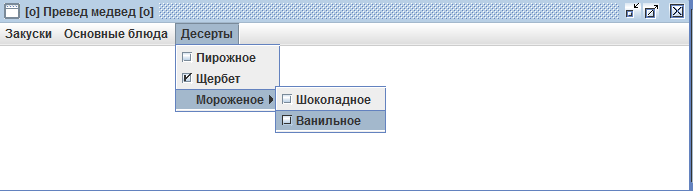 [o] Превед медвед [o]
Закуски Основные блюда Десерты
Пирожное
Щербет
Мороженое
Шоколадное
Ванильное